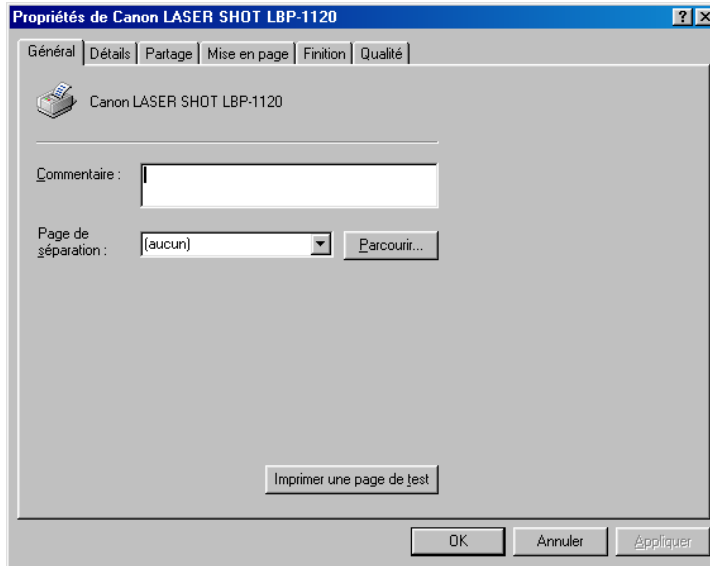 Propriétés de Canon LASER SHOT LBP-1120
Général Détails Partage Mise en page Finition Qualité
Canon LASER SHOT LBP-1120
Commentaire :
Page de
séparation :
(aucun)
Parcourir...
Imprimer une page de test
OK Annuler Appliquer